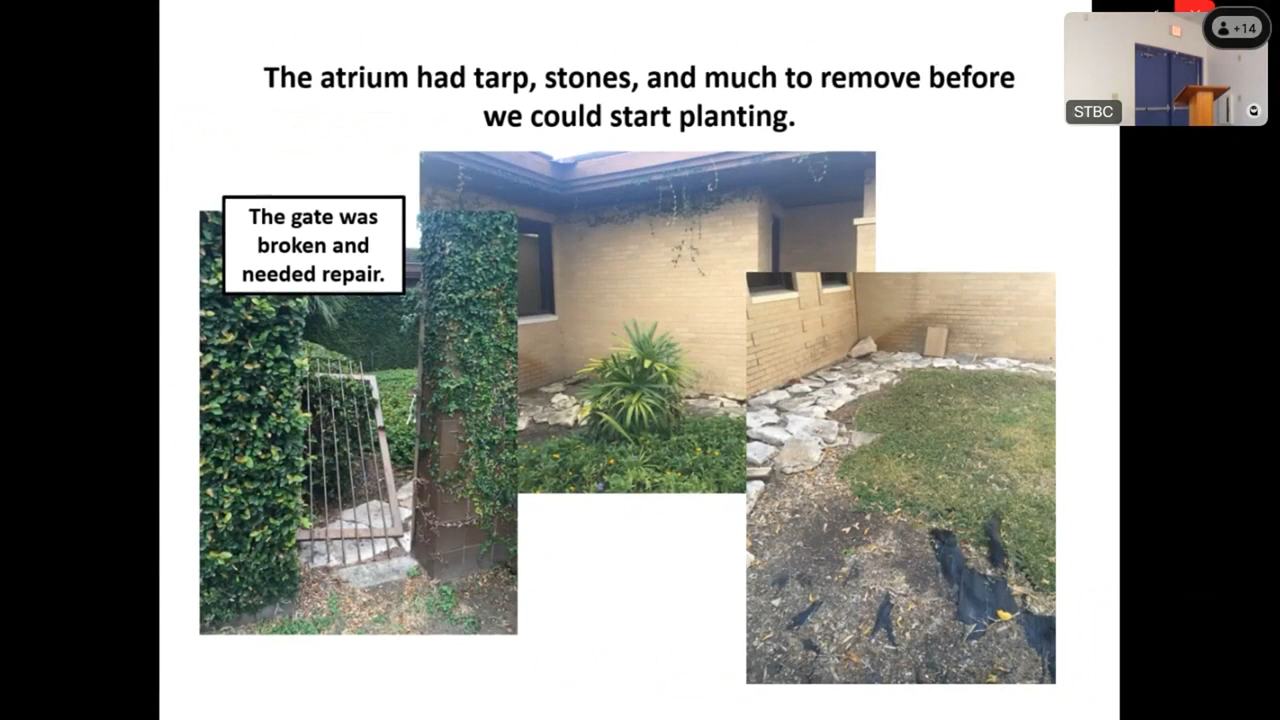 The atrium had tarp, stones, and much to remove before
we could start planting.
The gate was
broken and
needed repair.
+14
STBC